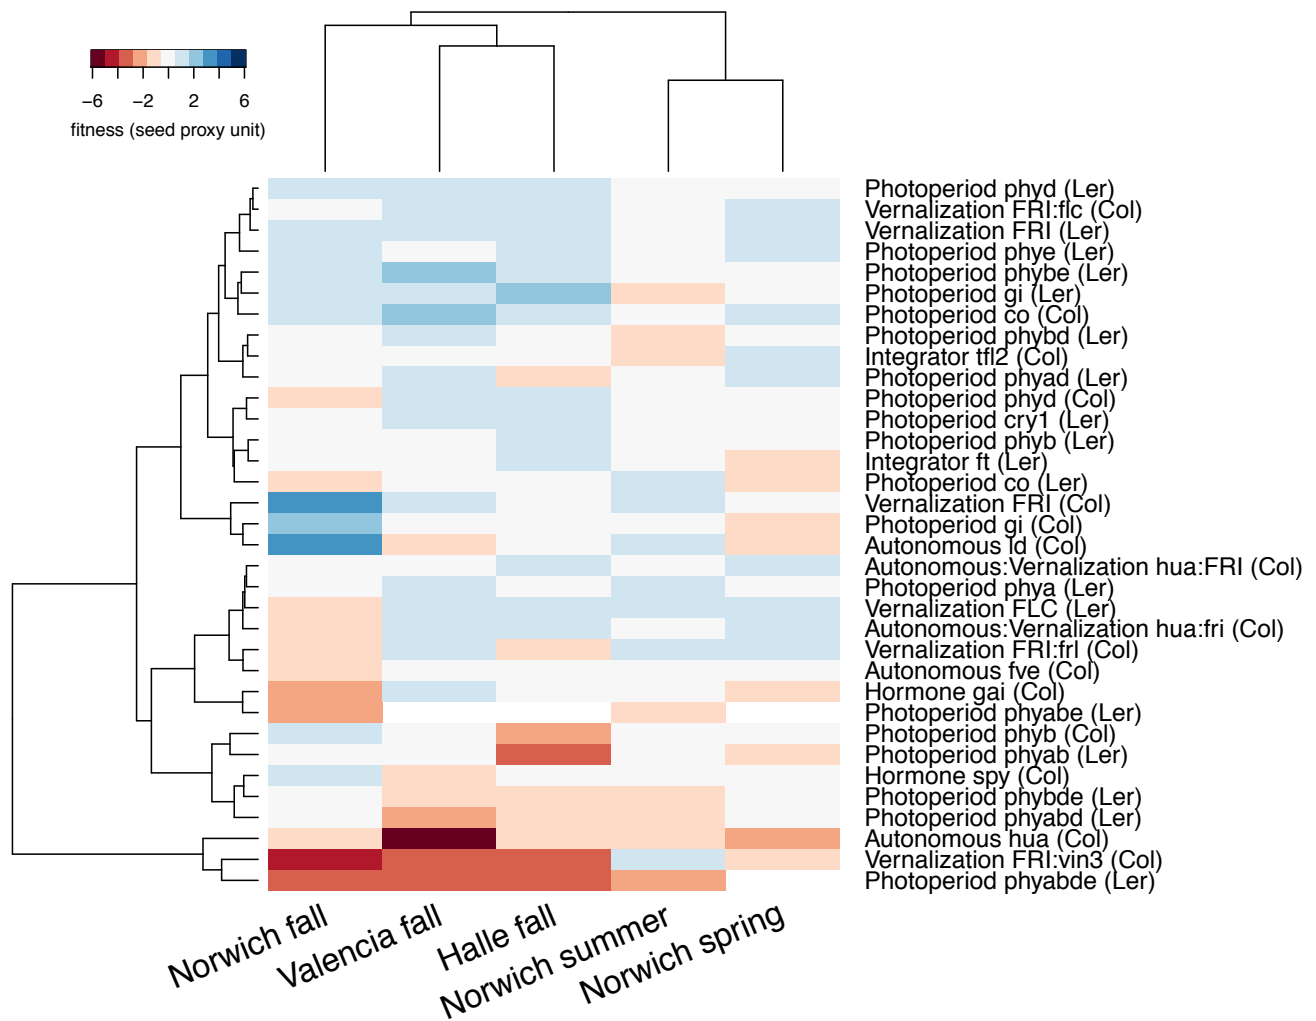 −6 −2 2 6
fitness (seed proxy unit)
Photoperiod phyd (Ler)
Vernalization FRI:flc (Col)
Vernalization FRI (Ler)
Photoperiod phye (Ler)
Photoperiod phybe (Ler)
Photoperiod gi (Ler)
Photoperiod co (Col)
Photoperiod phybd (Ler)
Integrator tfl2 (Col)
Photoperiod phyad (Ler)
Photoperiod phyd (Col)
Photoperiod cry1 (Ler)
Photoperiod phyb (Ler)
Integrator ft (Ler)
Photoperiod co (Ler)
Vernalization FRI (Col)
Photoperiod gi (Col)
Autonomous ld (Col)
Autonomous:Vernalization hua:FRI (Col)
Photoperiod phya (Ler)
Vernalization FLC (Ler)
Autonomous:Vernalization hua:fri (Col)
Vernalization FRI:frl (Col)
Autonomous fve (Col)
Hormone gai (Col)
Photoperiod phyabe (Ler)
Photoperiod phyb (Col)
Photoperiod phyab (Ler)
Hormone spy (Col)
Photoperiod phybde (Ler)
Photoperiod phyabd (Ler)
Autonomous hua (Col)
Vernalization FRI:vin3 (Col)
Photoperiod phyabde (Ler)
Norwich fall
Valencia fall
Halle fall
Norwich summer
Norwich spring